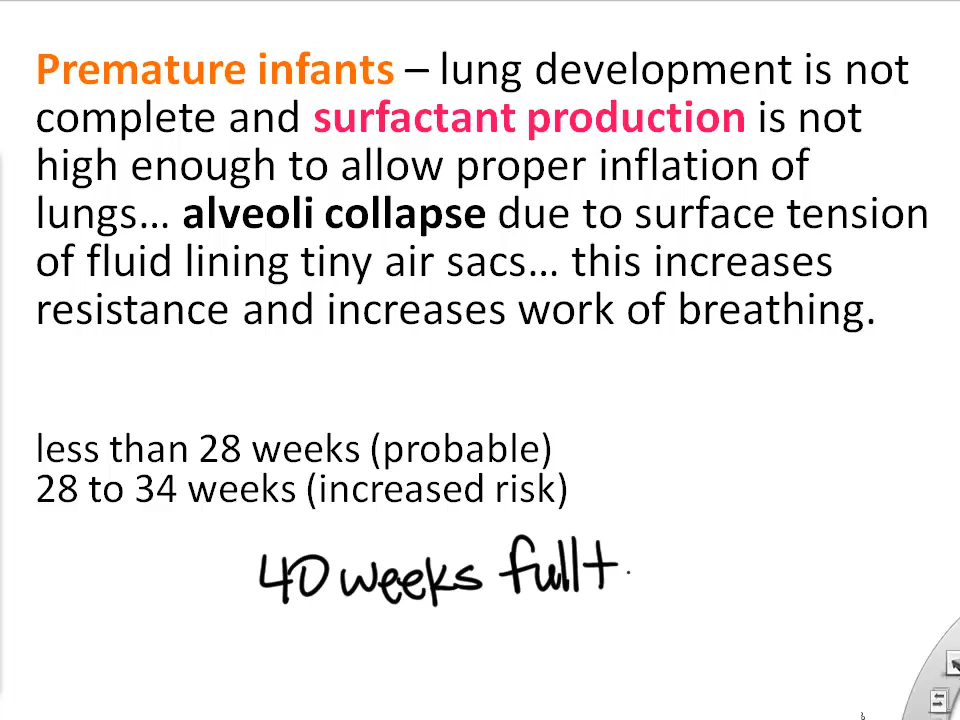 Premature infants – lung development is not
complete and surfactant production is not
high enough to allow proper inflation of
lungs... alveoli collapse due to surface tension
of fluid lining tiny air sacs... this increases
resistance and increases work of breathing.
less than 28 weeks (probable)
28 to 34 weeks (increased risk)
40 weeks full t